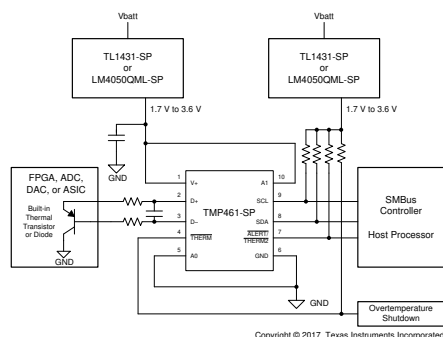 Vbatt
Vbatt
TL1431-SP
or
LM4050QML-SP
TL1431-SP
or
LM4050QML-SP
1.7 V to 3.6 V
1.7 V to 3.6 V
GND
FPGA, ADC,
DAC, or ASIC
Built-in
Thermal
Transistor
or Diode
GND
1
2
3
4
5
V+
D+
D−
THERM
A0
TMP461-SP
A1
SCL
SDA
ALERT/
THERM2
GND
10
9
8
7
6
SMBus
Controller
Host Processor
GND
Overtemperature
Shutdown
Copyright © 2017, Texas Instruments Incorporated